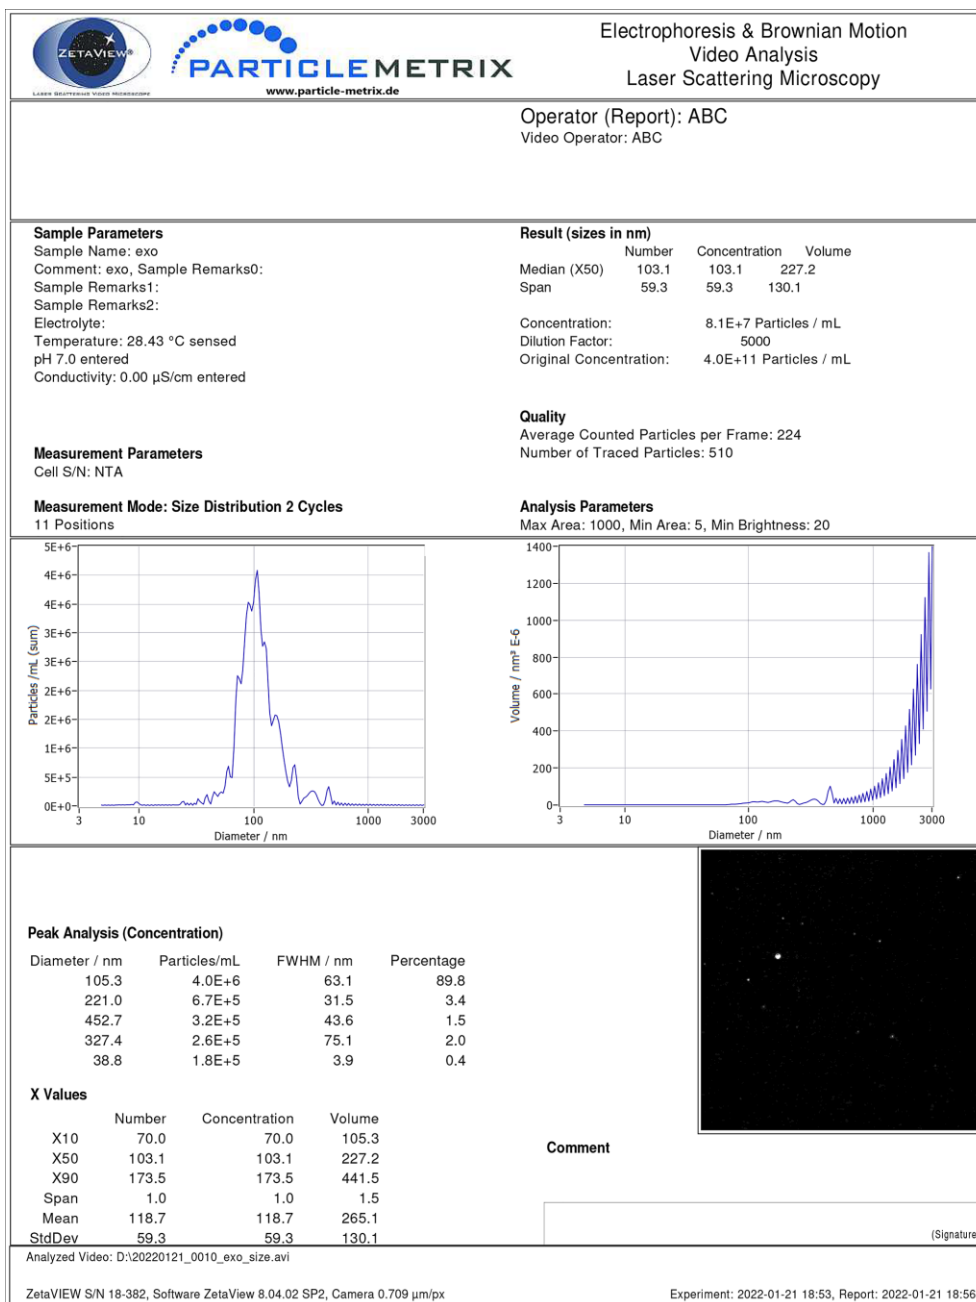 ZETAVIEW®
LASER SCATTERING VIDEO MICROSCOPY
PARTICLE METRIX
www.particle-metrix.de
Electrophoresis & Brownian Motion
Video Analysis
Laser Scattering Microscopy
Operator (Report): ABC
Video Operator: ABC
Sample Parameters
Sample Name: exo
Comment: exo, Sample Remarks0:
Sample Remarks1:
Sample Remarks2:
Electrolyte:
Temperature: 28.43 °C sensed
pH 7.0 entered
Conductivity: 0.00 µS/cm entered
Result (sizes in nm)
Number Concentration Volume
Median (X50) 103.1 103.1 227.2
Span 59.3 59.3 130.1
Concentration: 8.1E+7 Particles / mL
Dilution Factor: 5000
Original Concentration: 4.0E+11 Particles / mL
Quality
Average Counted Particles per Frame: 224
Number of Traced Particles: 510
Measurement Parameters
Cell S/N: NTA
Measurement Mode: Size Distribution 2 Cycles
11 Positions
Analysis Parameters
Max Area: 1000, Min Area: 5, Min Brightness: 20
Particles /mL (sum)
5E+6
4E+6
4E+6
3E+6
3E+6
2E+6
2E+6
1E+6
5E+5
0E+0
3 10 100 1000 3000
Diameter / nm
Volume / nm³ E-6
1400
1200
1000
800
600
400
200
0
3 10 100 1000 3000
Diameter / nm
Peak Analysis (Concentration)
Diameter / nm Particles/mL FWHM / nm Percentage
105.3 4.0E+6 63.1 89.8
221.0 6.7E+5 31.5 3.4
452.7 3.2E+5 43.6 1.5
327.4 2.6E+5 75.1 2.0
38.8 1.8E+5 3.9 0.4
X Values
Number Concentration Volume
X10 70.0 70.0 105.3
X50 103.1 103.1 227.2
X90 173.5 173.5 441.5
Span 1.0 1.0 1.5
Mean 118.7 118.7 265.1
StdDev 59.3 59.3 130.1
Comment
(Signature
Analyzed Video: D:\20220121_0010_exo_size.avi
ZetaVIEW S/N 18-382, Software ZetaView 8.04.02 SP2, Camera 0.709 µm/px
Experiment: 2022-01-21 18:53, Report: 2022-01-21 18:56